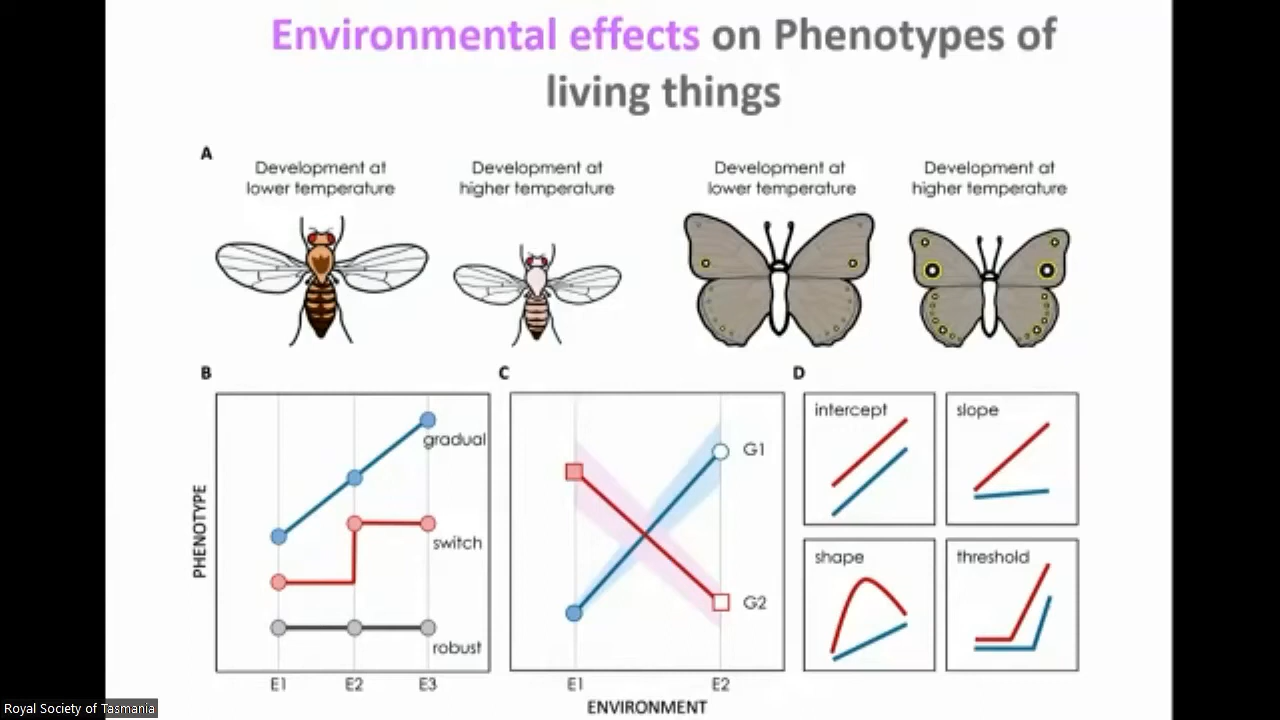 Environmental effects on Phenotypes of
living things
A
Development at
lower temperature
Development at
higher temperature
Development at
lower temperature
Development at
higher temperature
B
C
D
PHENOTYPE
gradual
switch
robust
E1
E2
E3
G1
G2
E1
E2
ENVIRONMENT
intercept
slope
shape
threshold
Royal Society of Tasmania